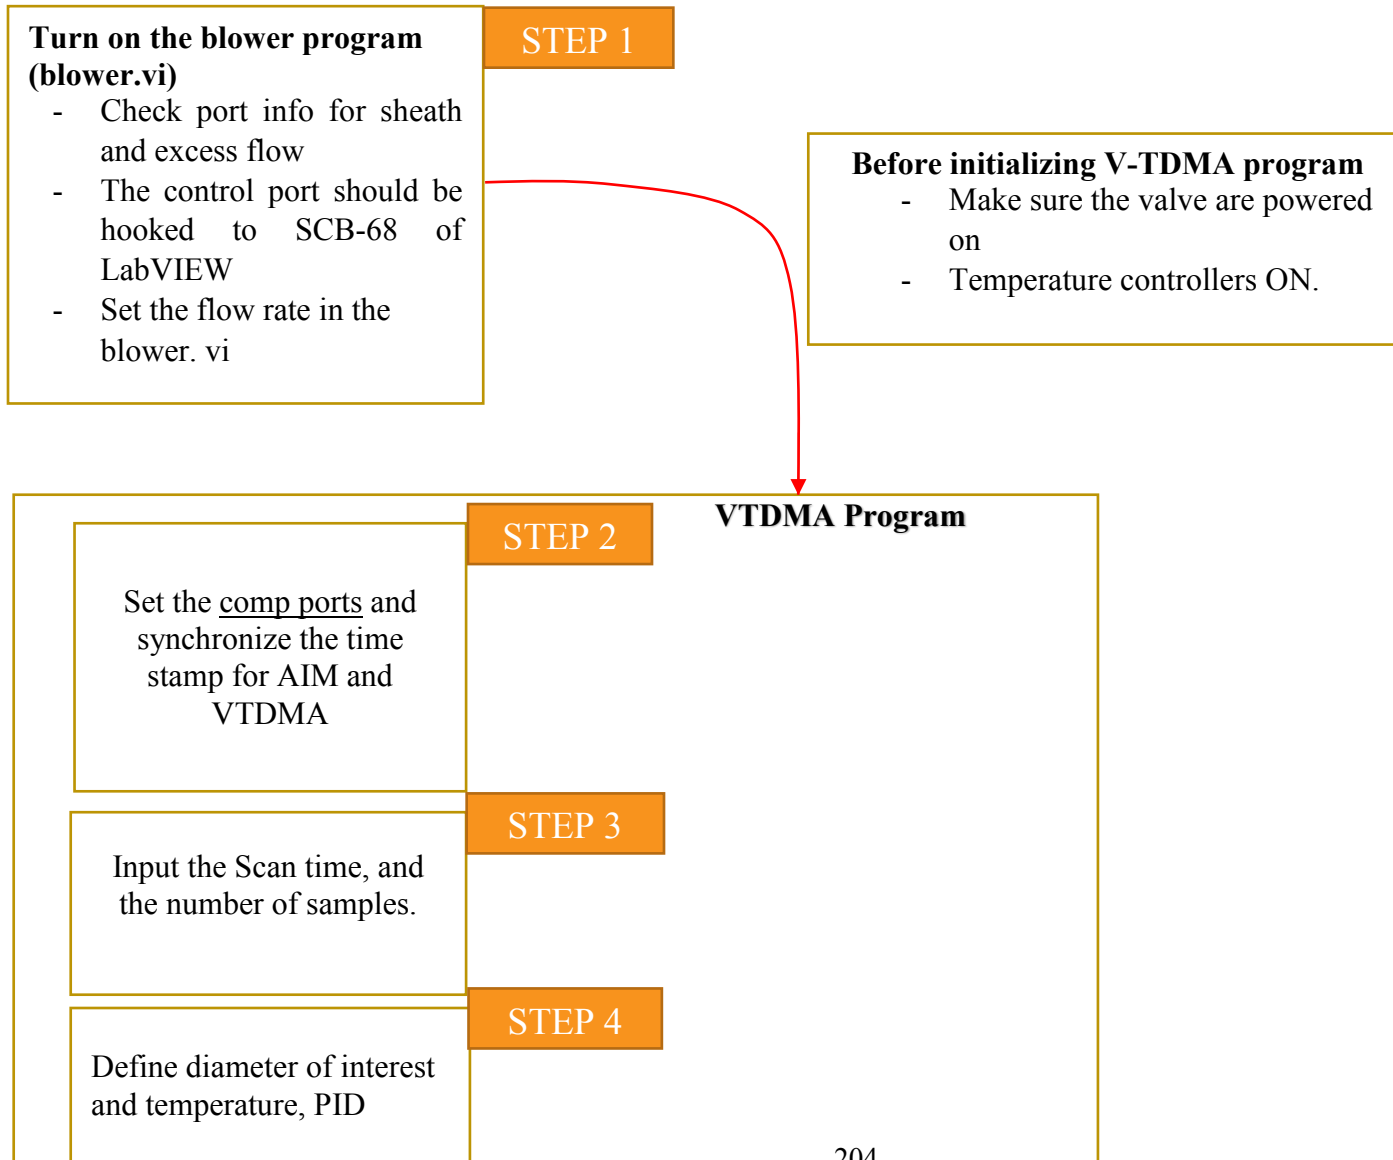 Turn on the blower program
(blower.vi)
- Check port info for sheath
and excess flow
- The control port should be
hooked to SCB-68 of
LabVIEW
- Set the flow rate in the
blower. vi
STEP 1
Before initializing V-TDMA program
- Make sure the valve are powered
on
- Temperature controllers ON.
VTDMA Program
STEP 2
Set the comp ports and
synchronize the time
stamp for AIM and
VTDMA
STEP 3
Input the Scan time, and
the number of samples.
STEP 4
Define diameter of interest
and temperature, PID
204